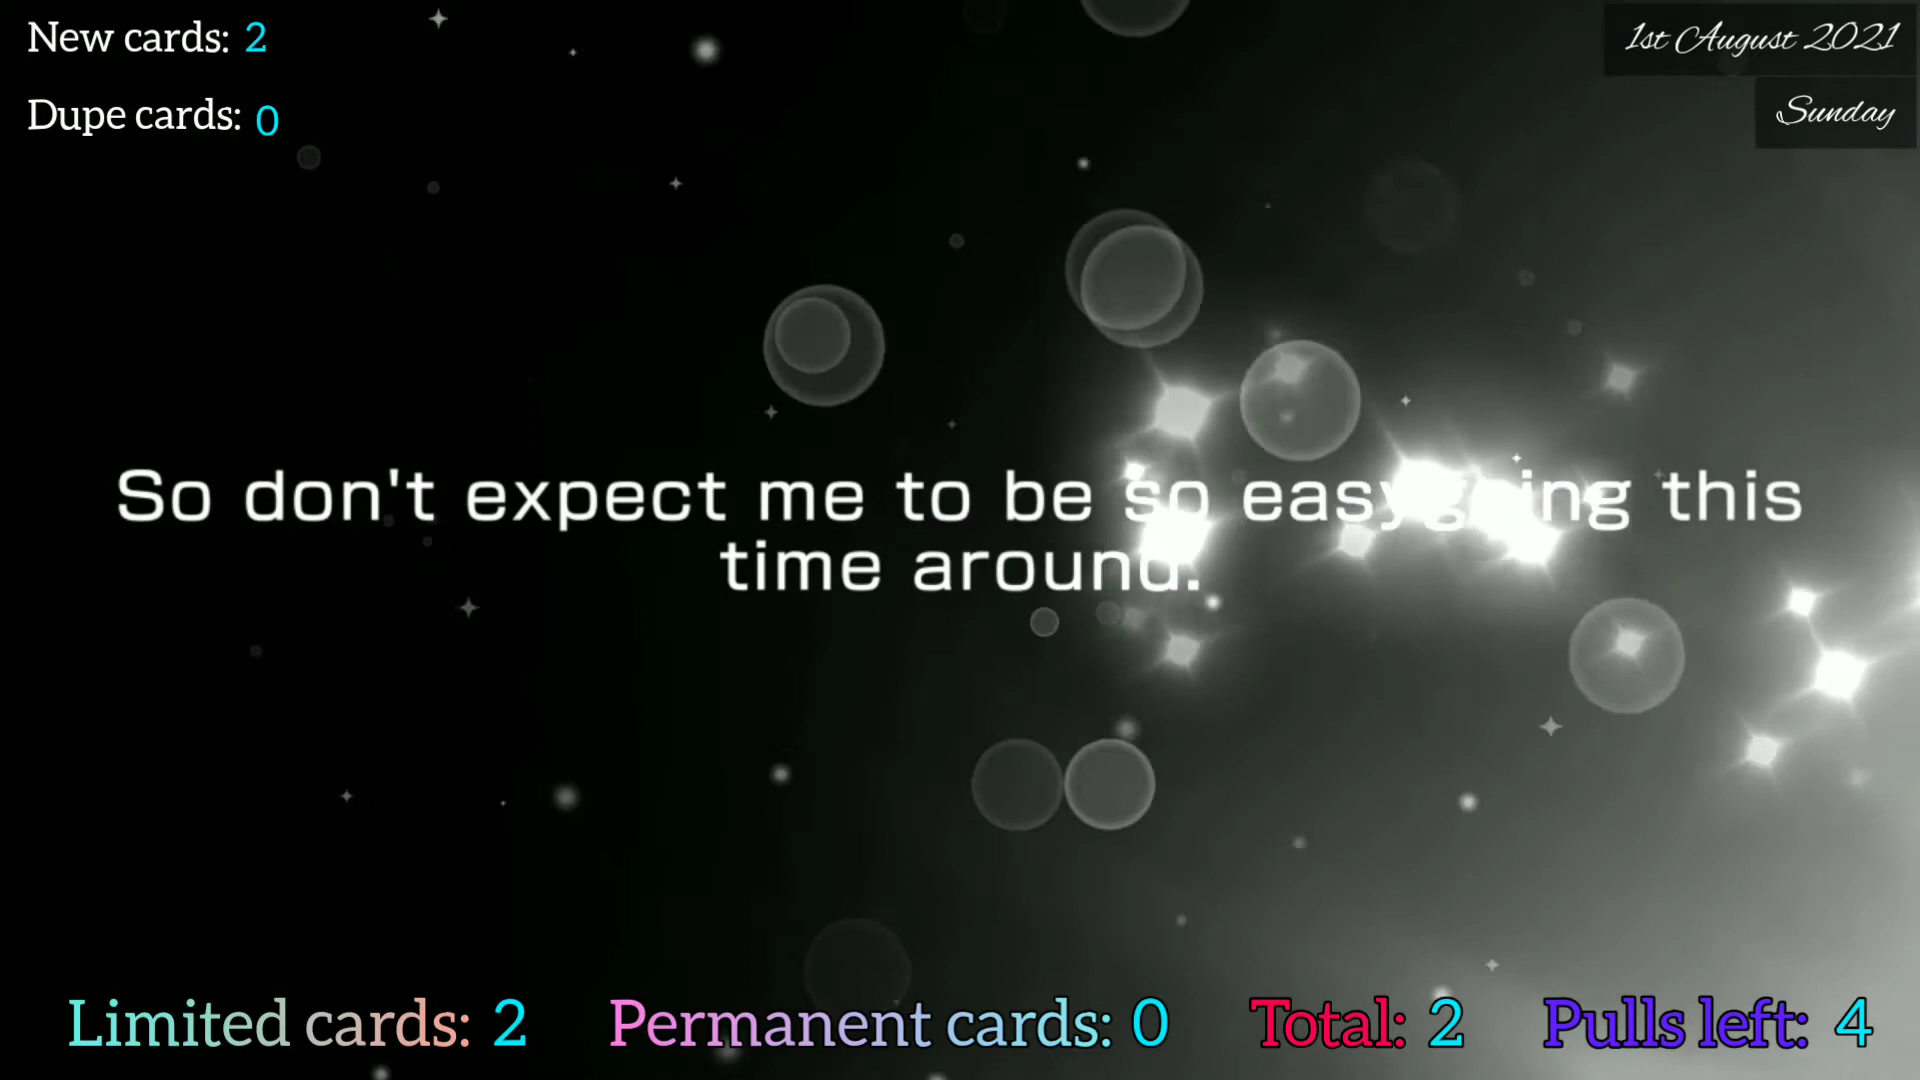 New cards: 2
1st August 2021
Dupe cards: 0
Sunday
So don't expect me to be so easygoing this
time around.
Limited cards: 2 Permanent cards: 0 Total: 2 Pulls left: 4